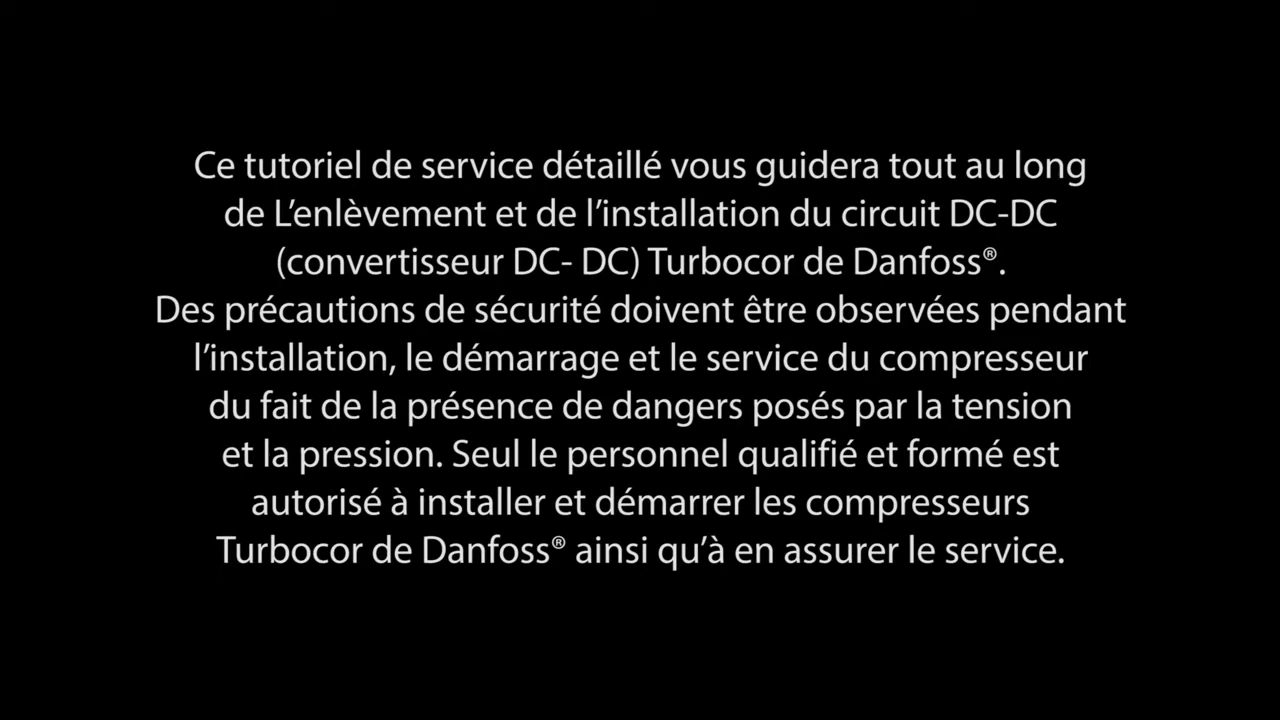 Ce tutoriel de service détaillé vous guidera tout au long
de L’enlèvement et de l’installation du circuit DC-DC
(convertisseur DC- DC) Turbocor de Danfoss®.
Des précautions de sécurité doivent être observées pendant
l’installation, le démarrage et le service du compresseur
du fait de la présence de dangers posés par la tension
et la pression. Seul le personnel qualifié et formé est
autorisé à installer et démarrer les compresseurs
Turbocor de Danfoss® ainsi qu’à en assurer le service.